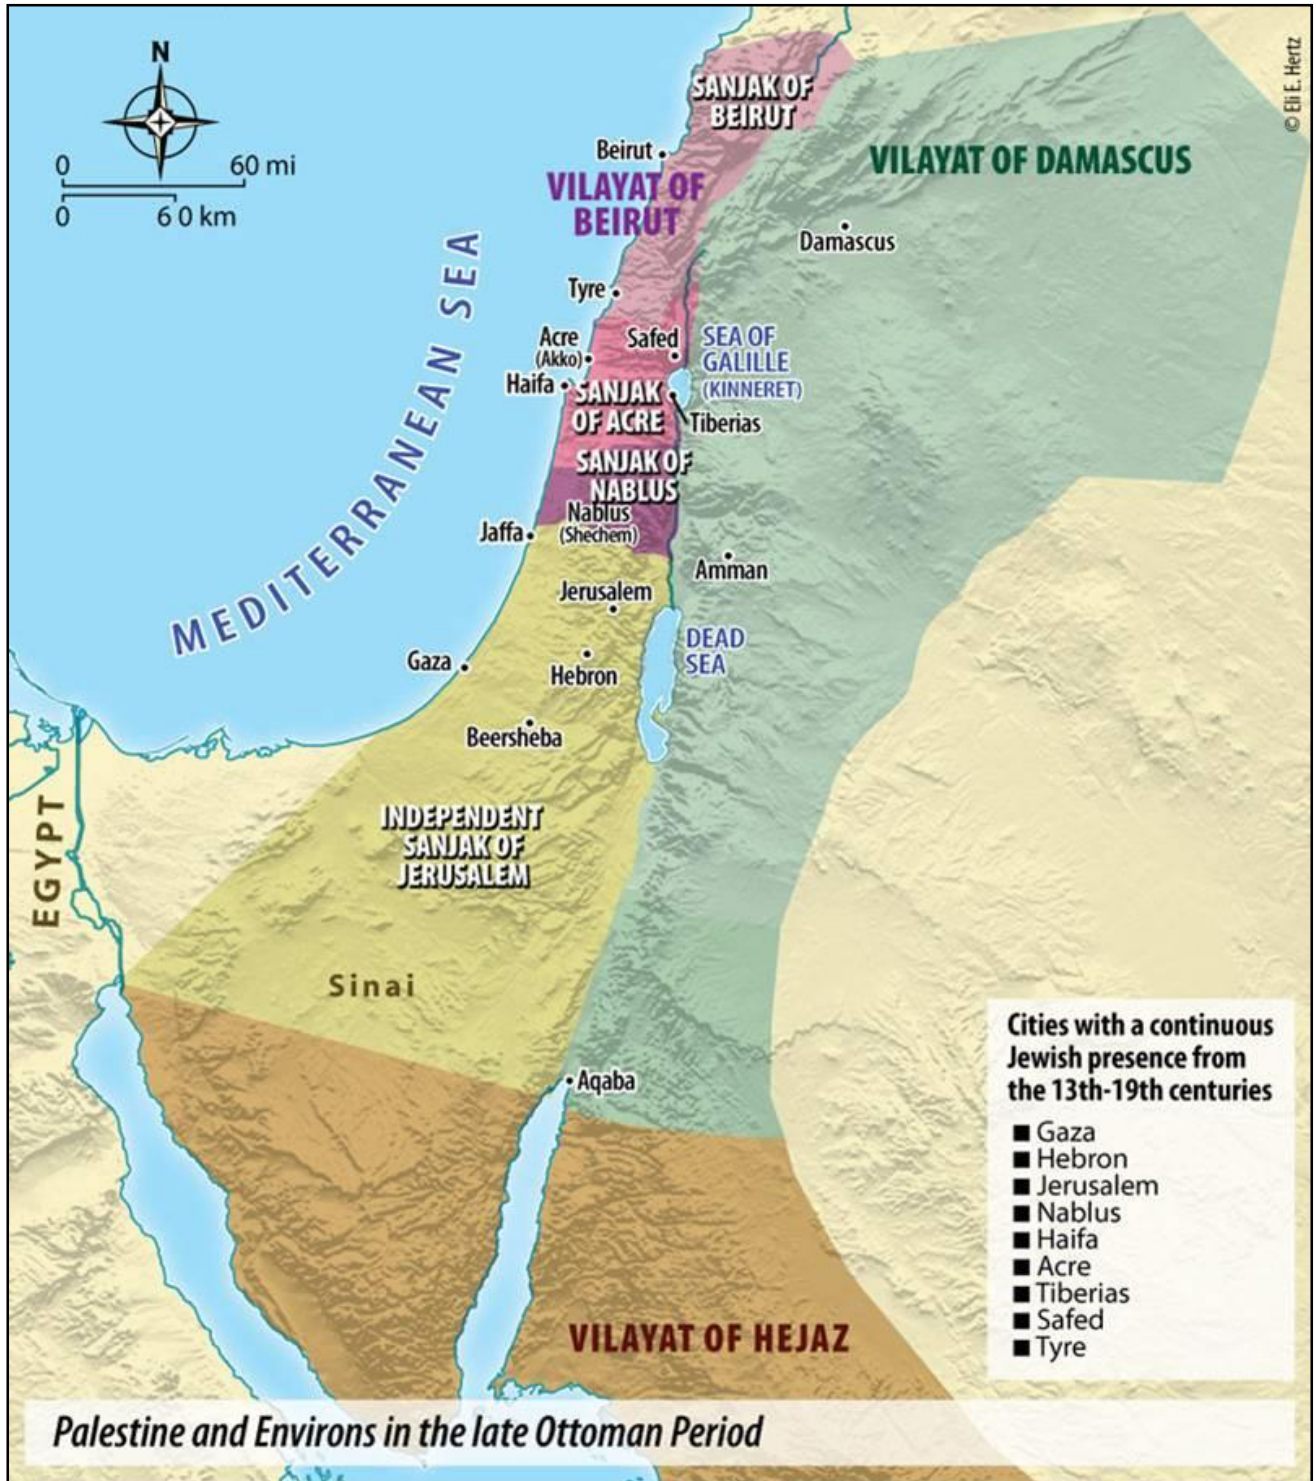 © Eli E. Hertz
N
0 60 mi
0 60 km
SANJAK OF
BEIRUT
Beirut
VILAYAT OF
BEIRUT
VILAYAT OF DAMASCUS
Damascus
MEDITERRANEAN SEA
Tyre
Acre
(Akko)
Safed
SEA OF
GALILLE
(KINNERET)
Haifa
SANJAK
OF ACRE
Tiberias
SANJAK OF
NABLUS
Nablus
(Shechem)
Jaffa
Amman
Jerusalem
DEAD
SEA
Gaza
Hebron
Beersheba
EGYPT
INDEPENDENT
SANJAK OF
JERUSALEM
Sinai
Aqaba
Cities with a continuous
Jewish presence from
the 13th-19th centuries
■ Gaza
■ Hebron
■ Jerusalem
■ Nablus
■ Haifa
■ Acre
■ Tiberias
■ Safed
■ Tyre
VILAYAT OF HEJAZ
Palestine and Environs in the late Ottoman Period